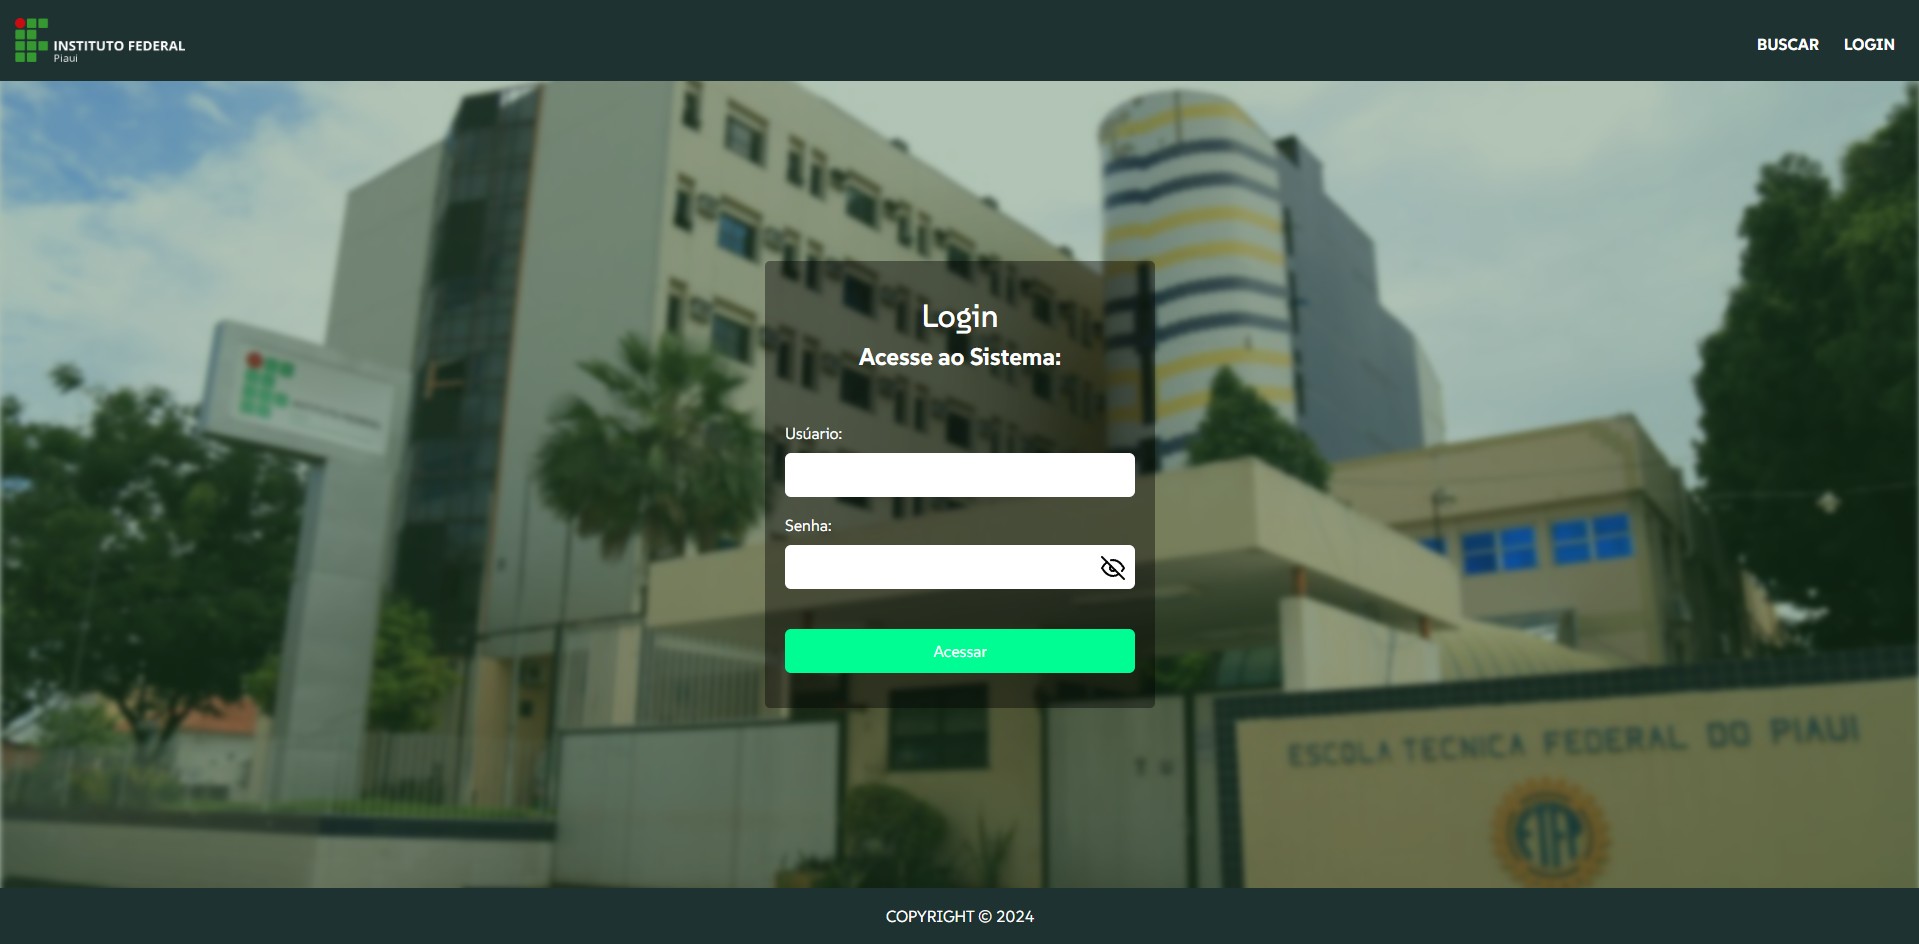 INSTITUTO FEDERAL
Piauí
BUSCAR LOGIN
Login
Acesse ao Sistema:
Usúario:
Senha:
Acessar
ESCOLA TECNICA FEDERAL DO PIAUI
COPYRIGHT © 2024